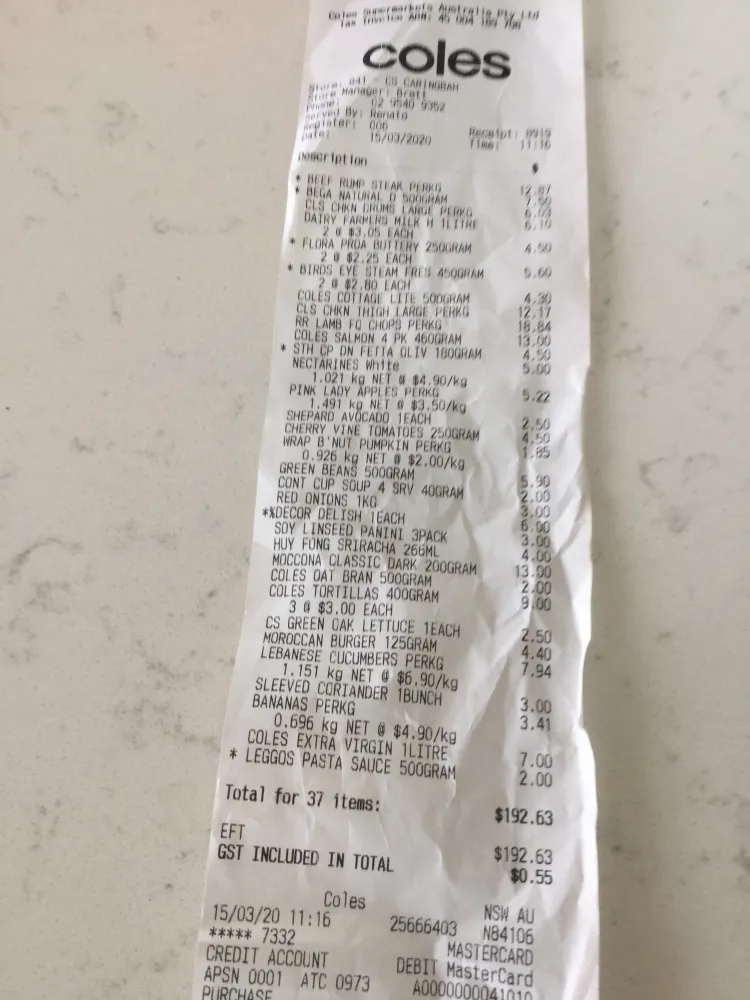 Coles Supermarkets Australia Pty Ltd
Tax Invoice ABN: 45 004 189 708
coles
Store: 841 - CS CARINGBAH
Store Manager: Brett
Phone: 02 9540 9352
Served By: Renato
Register: 006 Receipt: 0919
Date: 15/03/2020 Time: 11:16
Description $
* BEEF RUMP STEAK PERKG 12.87
* BEGA NATURAL D 500GRAM 7.50
CLS CHKN DRUMS LARGE PERKG 6.03
DAIRY FARMERS MILK H 1LITRE 6.10
2 @ $3.05 EACH
* FLORA PROA BUTTERY 250GRAM 4.50
2 @ $2.25 EACH
* BIRDS EYE STEAM FRES 450GRAM 5.60
2 @ $2.80 EACH
COLES COTTAGE LITE 500GRAM 4.30
CLS CHKN THIGH LARGE PERKG 12.17
RR LAMB FQ CHOPS PERKG 18.84
COLES SALMON 4 PK 460GRAM 13.00
* STH CP DN FETTA OLIV 180GRAM 4.50
NECTARINES White 5.00
1.021 kg NET @ $4.90/kg
PINK LADY APPLES PERKG 5.22
1.491 kg NET @ $3.50/kg
SHEPARD AVOCADO 1EACH 2.50
CHERRY VINE TOMATOES 250GRAM 4.50
WRAP B'NUT PUMPKIN PERKG 1.85
0.926 kg NET @ $2.00/kg
GREEN BEANS 500GRAM 5.90
CONT CUP SOUP 4 SRV 40GRAM 2.00
RED ONIONS 1KG 3.00
*%DECOR DELISH 1EACH 6.00
SOY LINSEED PANINI 3PACK 3.00
HUY FONG SRIRACHA 266ML 4.00
MOCCONA CLASSIC DARK 200GRAM 13.00
COLES OAT BRAN 500GRAM 2.00
COLES TORTILLAS 400GRAM 9.00
3 @ $3.00 EACH
CS GREEN OAK LETTUCE 1EACH 2.50
MOROCCAN BURGER 125GRAM 4.40
LEBANESE CUCUMBERS PERKG 7.94
1.151 kg NET @ $6.90/kg
SLEEVED CORIANDER 1BUNCH 3.00
BANANAS PERKG 3.41
0.696 kg NET @ $4.90/kg
COLES EXTRA VIRGIN 1LITRE 7.00
* LEGGOS PASTA SAUCE 500GRAM 2.00
Total for 37 items: $192.63
EFT $192.63
GST INCLUDED IN TOTAL $0.55
Coles NSW AU
15/03/20 11:16 25666403 N84106
***** 7332 MASTERCARD
CREDIT ACCOUNT DEBIT MasterCard
APSN 0001 ATC 0973 A0000000041010
PURCHASE